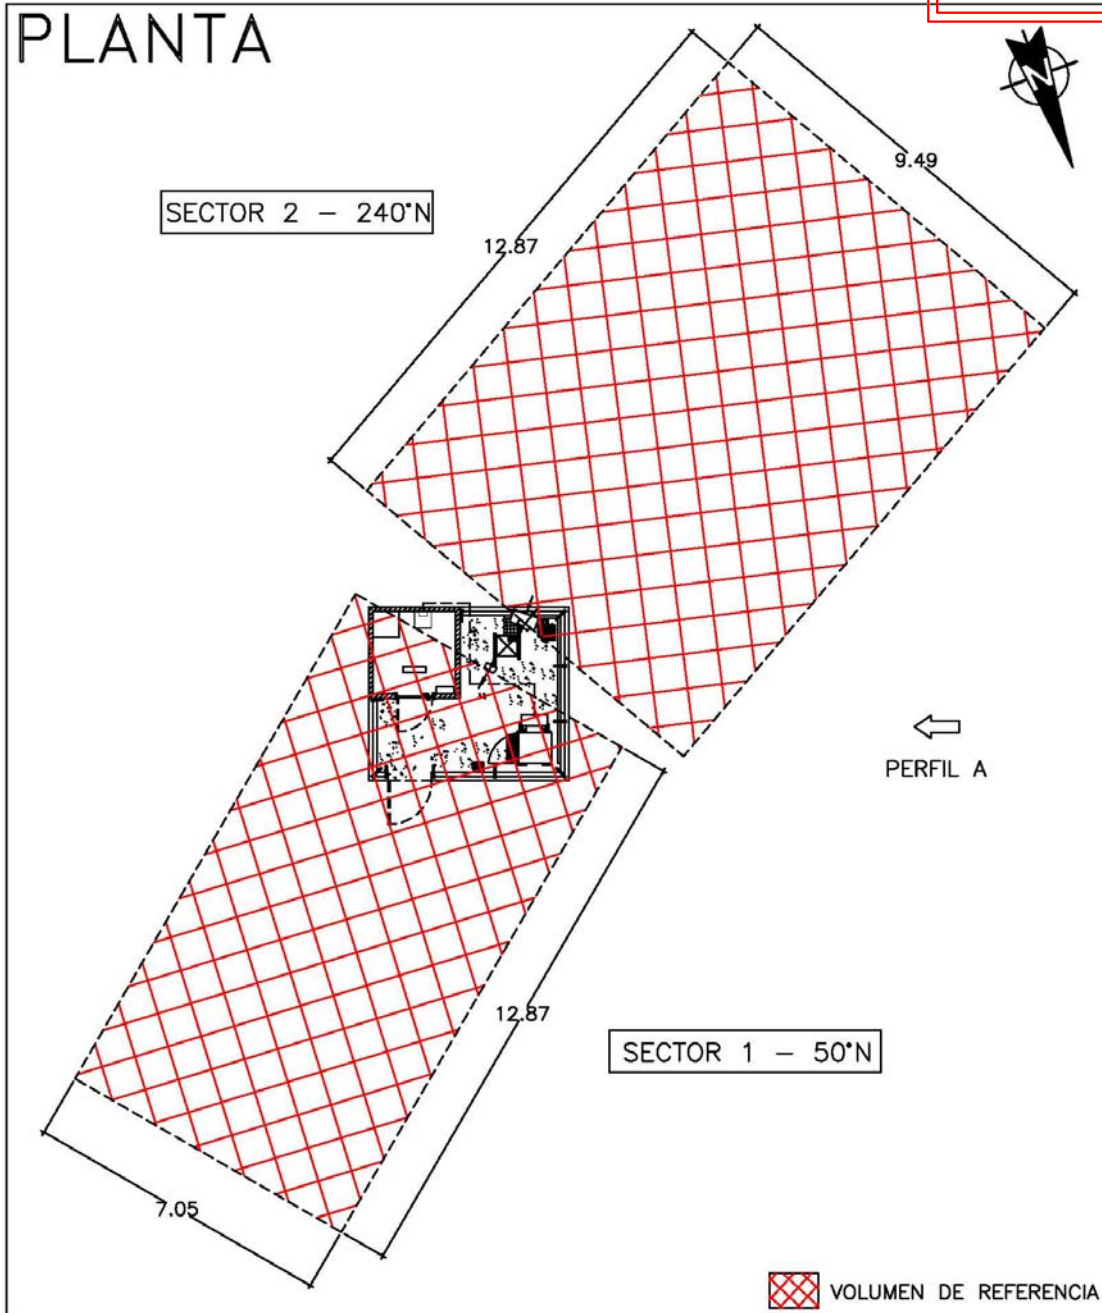 PLANTA
N
9.49
SECTOR 2 - 240°N
12.87
PERFIL A
12.87
SECTOR 1 - 50°N
7.05
VOLUMEN DE REFERENCIA